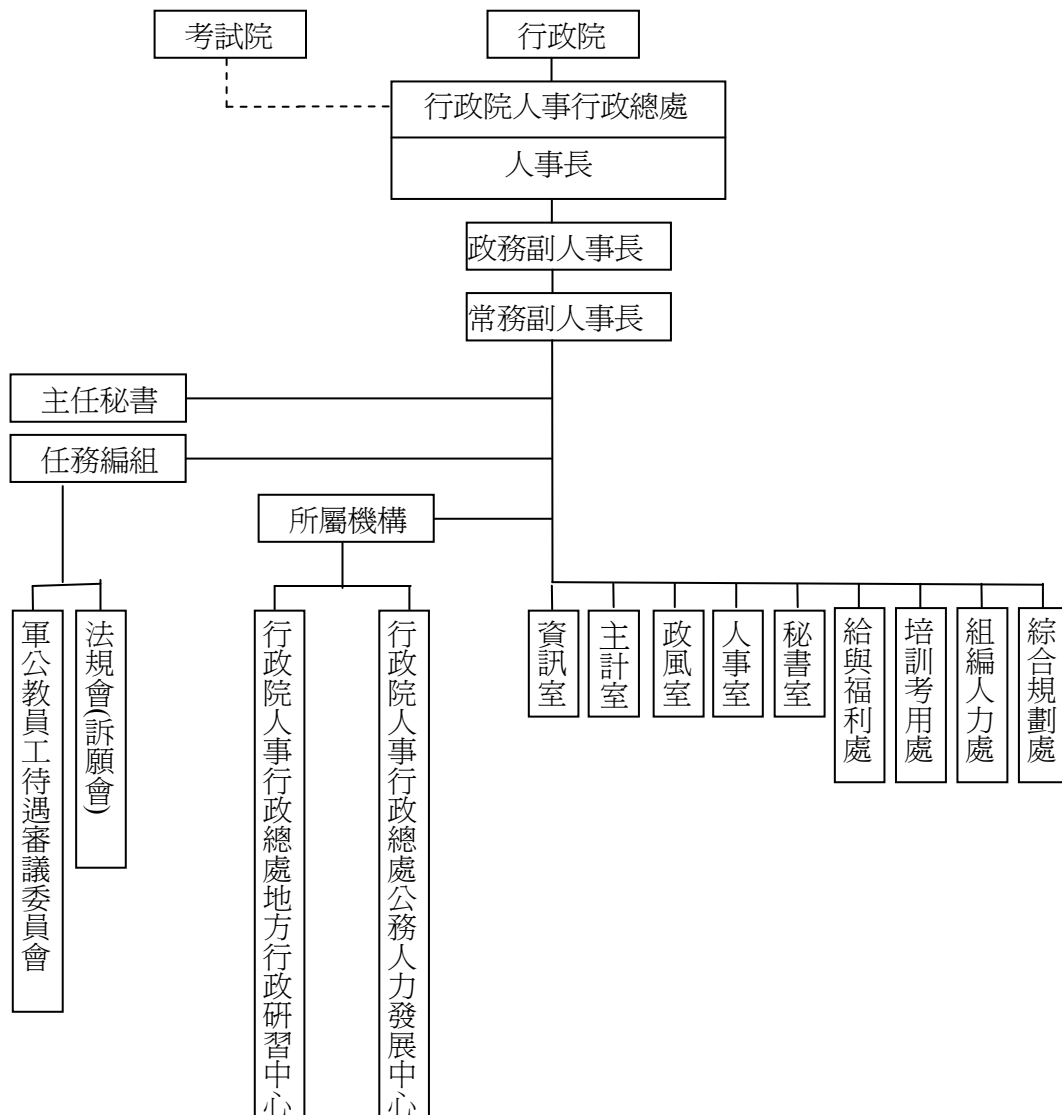 考試院
行政院
行政院人事行政總處
人事長
政務副人事長
常務副人事長
主任秘書
任務編組
所屬機構
軍公教員工待遇審議委員會
法規會(訴願會)
行政院人事行政總處地方行政研習中心
行政院人事行政總處公務人力發展中心
資訊室
主計室
政風室
人事室
秘書室
給與福利處
培訓考用處
組編人力處
綜合規劃處